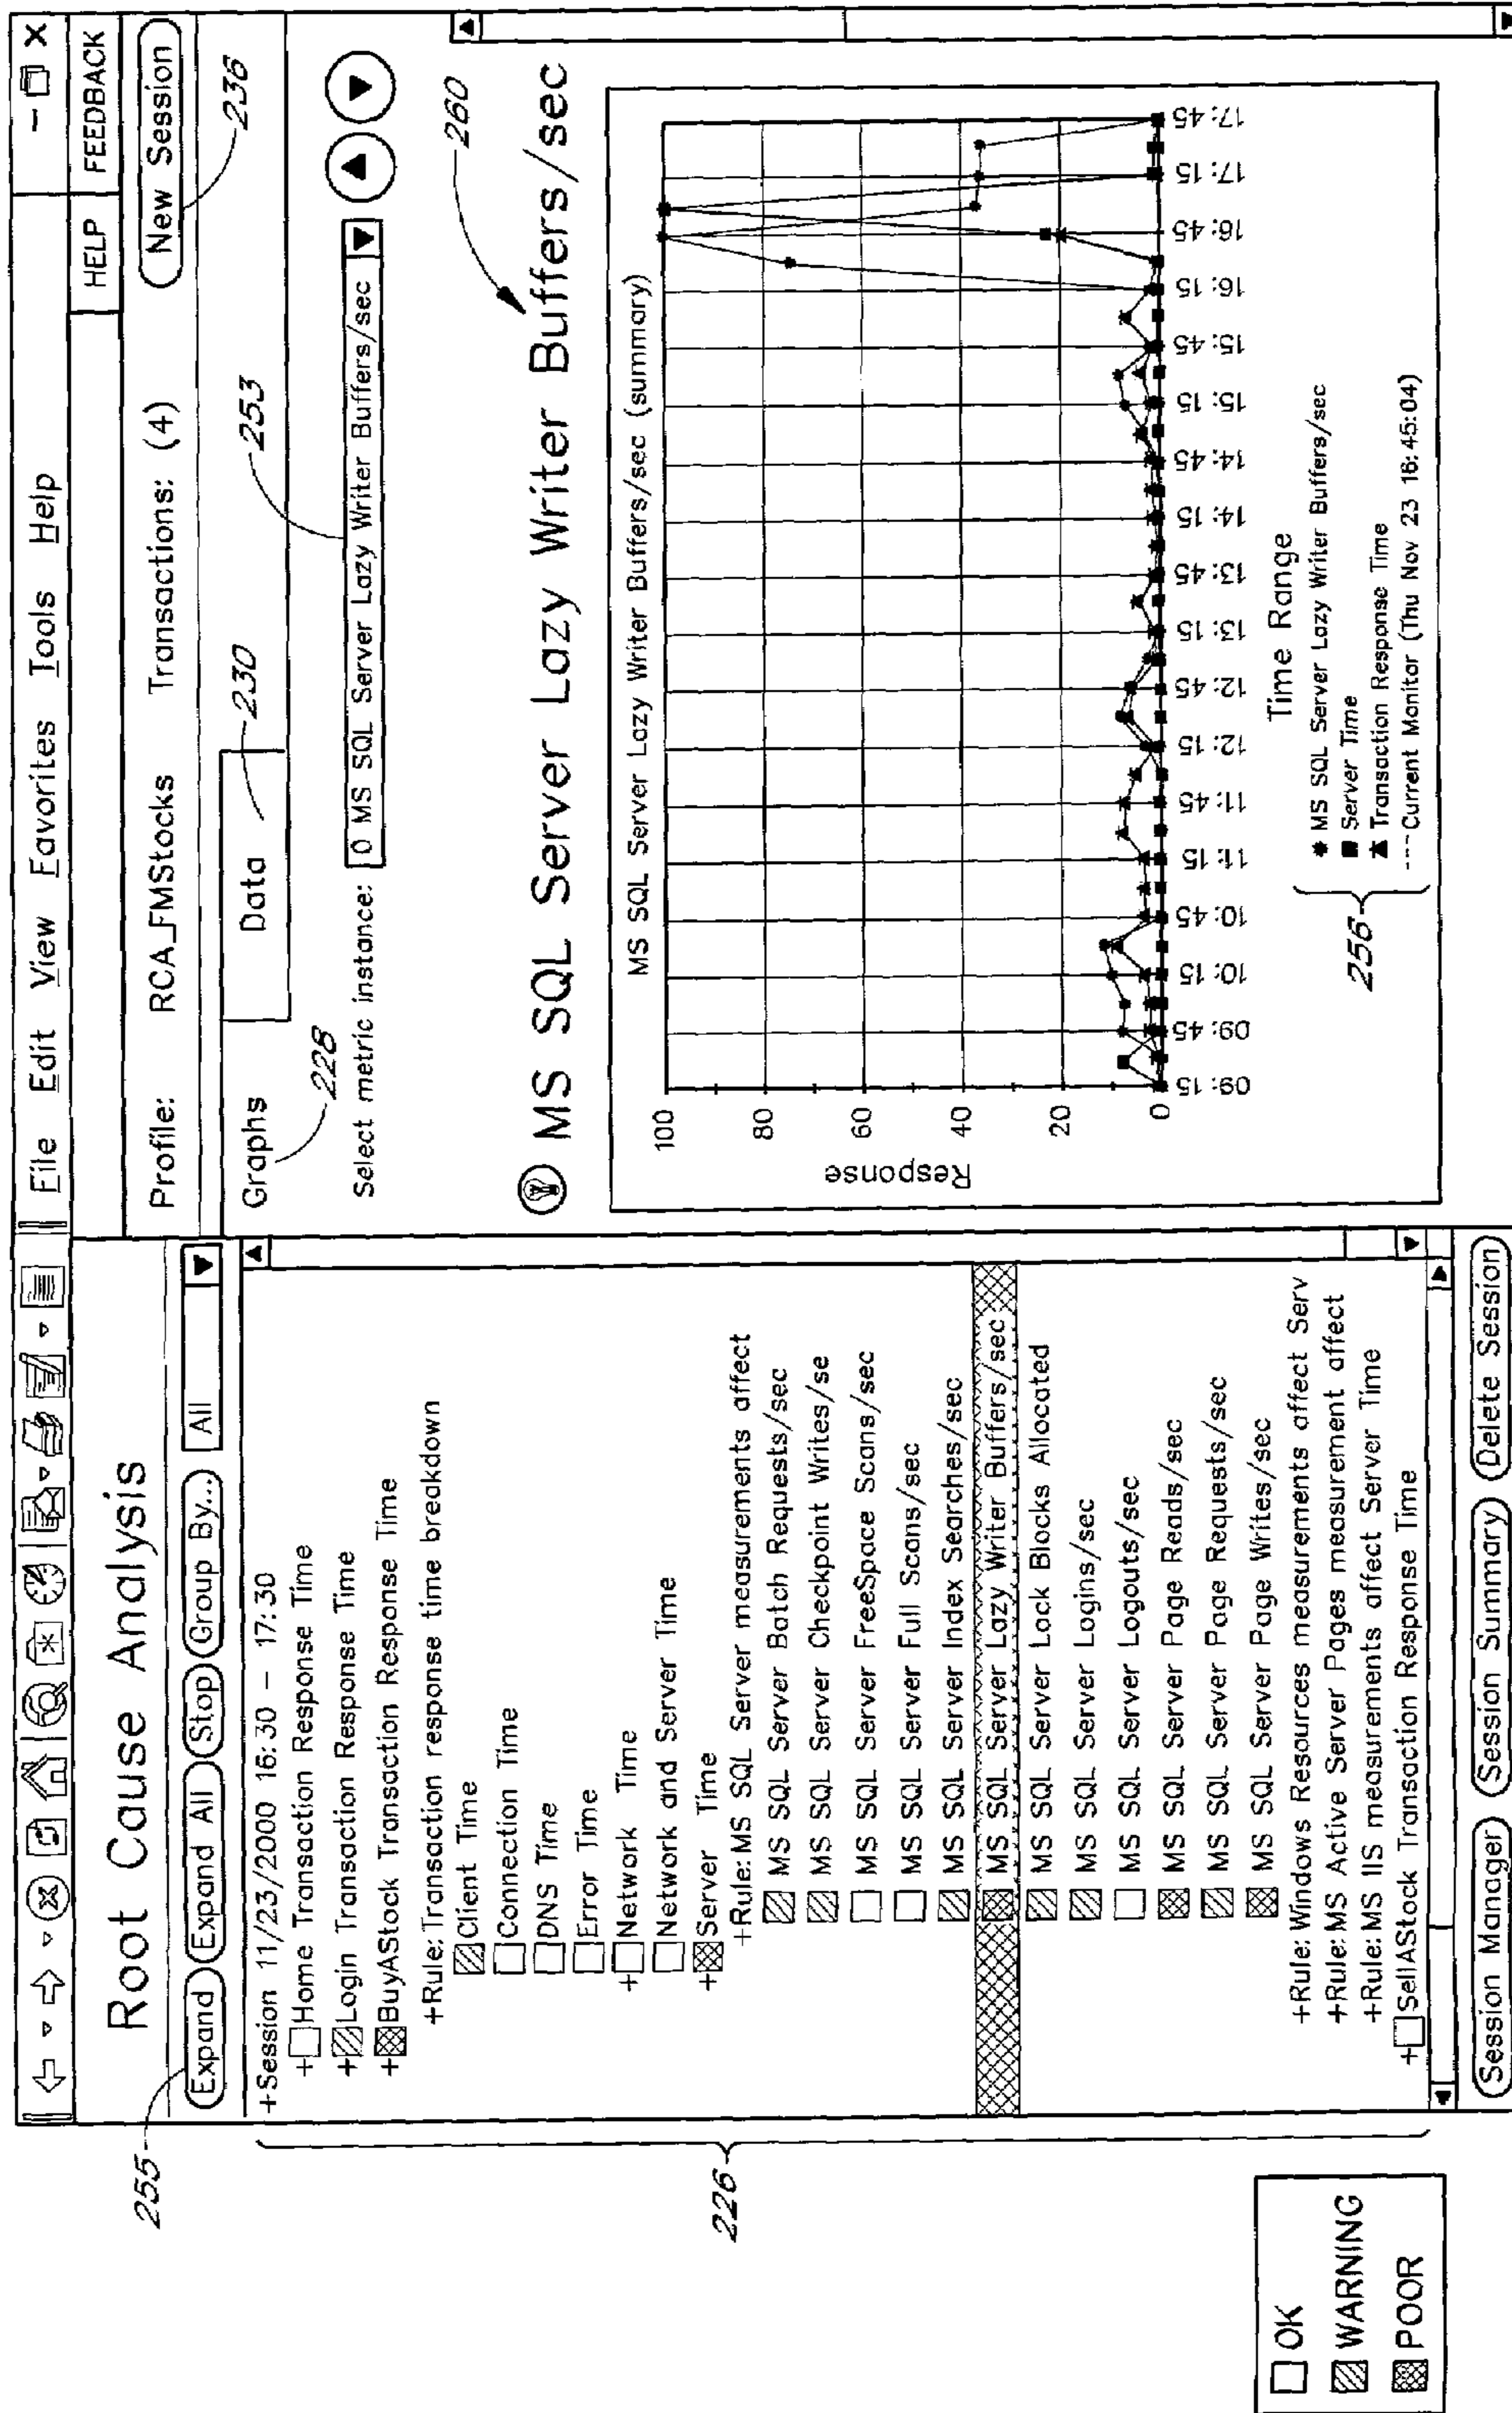 File Edit View Favorites Tools Help
HELP FEEDBACK
Root Cause Analysis
255
Expand Expand All Stop Group By... All
+Session 11/23/2000 16:30 - 17:30
+Home Transaction Response Time
+Login Transaction Response Time
+BuyAStock Transaction Response Time
+Rule: Transaction response time breakdown
Client Time
Connection Time
DNS Time
Error Time
+Network Time
Network and Server Time
+Server Time
+Rule: MS SQL Server measurements affect
MS SQL Server Batch Requests/sec
MS SQL Server Checkpoint Writes/se
MS SQL Server FreeSpace Scans/sec
MS SQL Server Full Scans/sec
MS SQL Server Index Searches/sec
MS SQL Server Lazy Writer Buffers/sec
MS SQL Server Lock Blocks Allocated
MS SQL Server Logins/sec
MS SQL Server Logouts/sec
MS SQL Server Page Reads/sec
MS SQL Server Page Requests/sec
MS SQL Server Page Writes/sec
+Rule: Windows Resources measurements affect Serv
+Rule: MS Active Server Pages measurement affect
+Rule: MS IIS measurements affect Server Time
+SellAStock Transaction Response Time
226
Session Manager Session Summary Delete Session
Profile: RCA_FMStocks Transactions: (4) New Session
236
Graphs Data
228
230
253
Select metric instance: 0 MS SQL Server Lazy Writer Buffers/sec
260
MS SQL Server Lazy Writer Buffers/sec
MS SQL Server Lazy Writer Buffers/sec (summary)
Response
100
80
60
40
20
0
09:15 09:45 10:15 10:45 11:15 11:45 12:15 12:45 13:15 13:45 14:15 14:45 15:15 15:45 16:15 16:45 17:15 17:45
Time Range
256
MS SQL Server Lazy Writer Buffers/sec
Server Time
Transaction Response Time
---Current Monitor (Thu Nov 23 16:45:04)
OK
WARNING
POOR